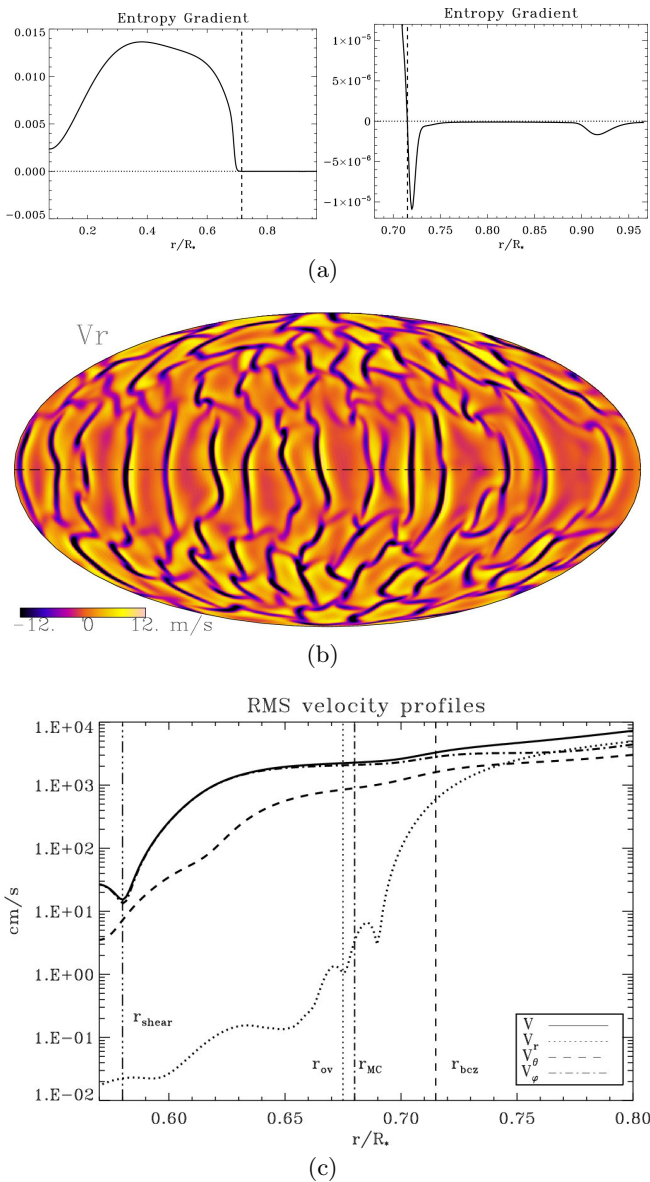 Entropy Gradient
0.015
0.010
0.005
0.000
−0.005
0.2 0.4 0.6 0.8
r/R*
Entropy Gradient
1×10⁻⁵
5×10⁻⁶
0
−5×10⁻⁶
−1×10⁻⁵
0.70 0.75 0.80 0.85 0.90 0.95
r/R*
(a)
Vr
−12. 0 12. m/s
(b)
RMS velocity profiles
1.E+04
1.E+03
1.E+02
1.E+01
1.E+00
1.E−01
1.E−02
cm/s
r_shear
r_ov
r_MC
r_bcz
V
V_r
V_θ
V_φ
0.60 0.65 0.70 0.75 0.80
r/R*
(c)